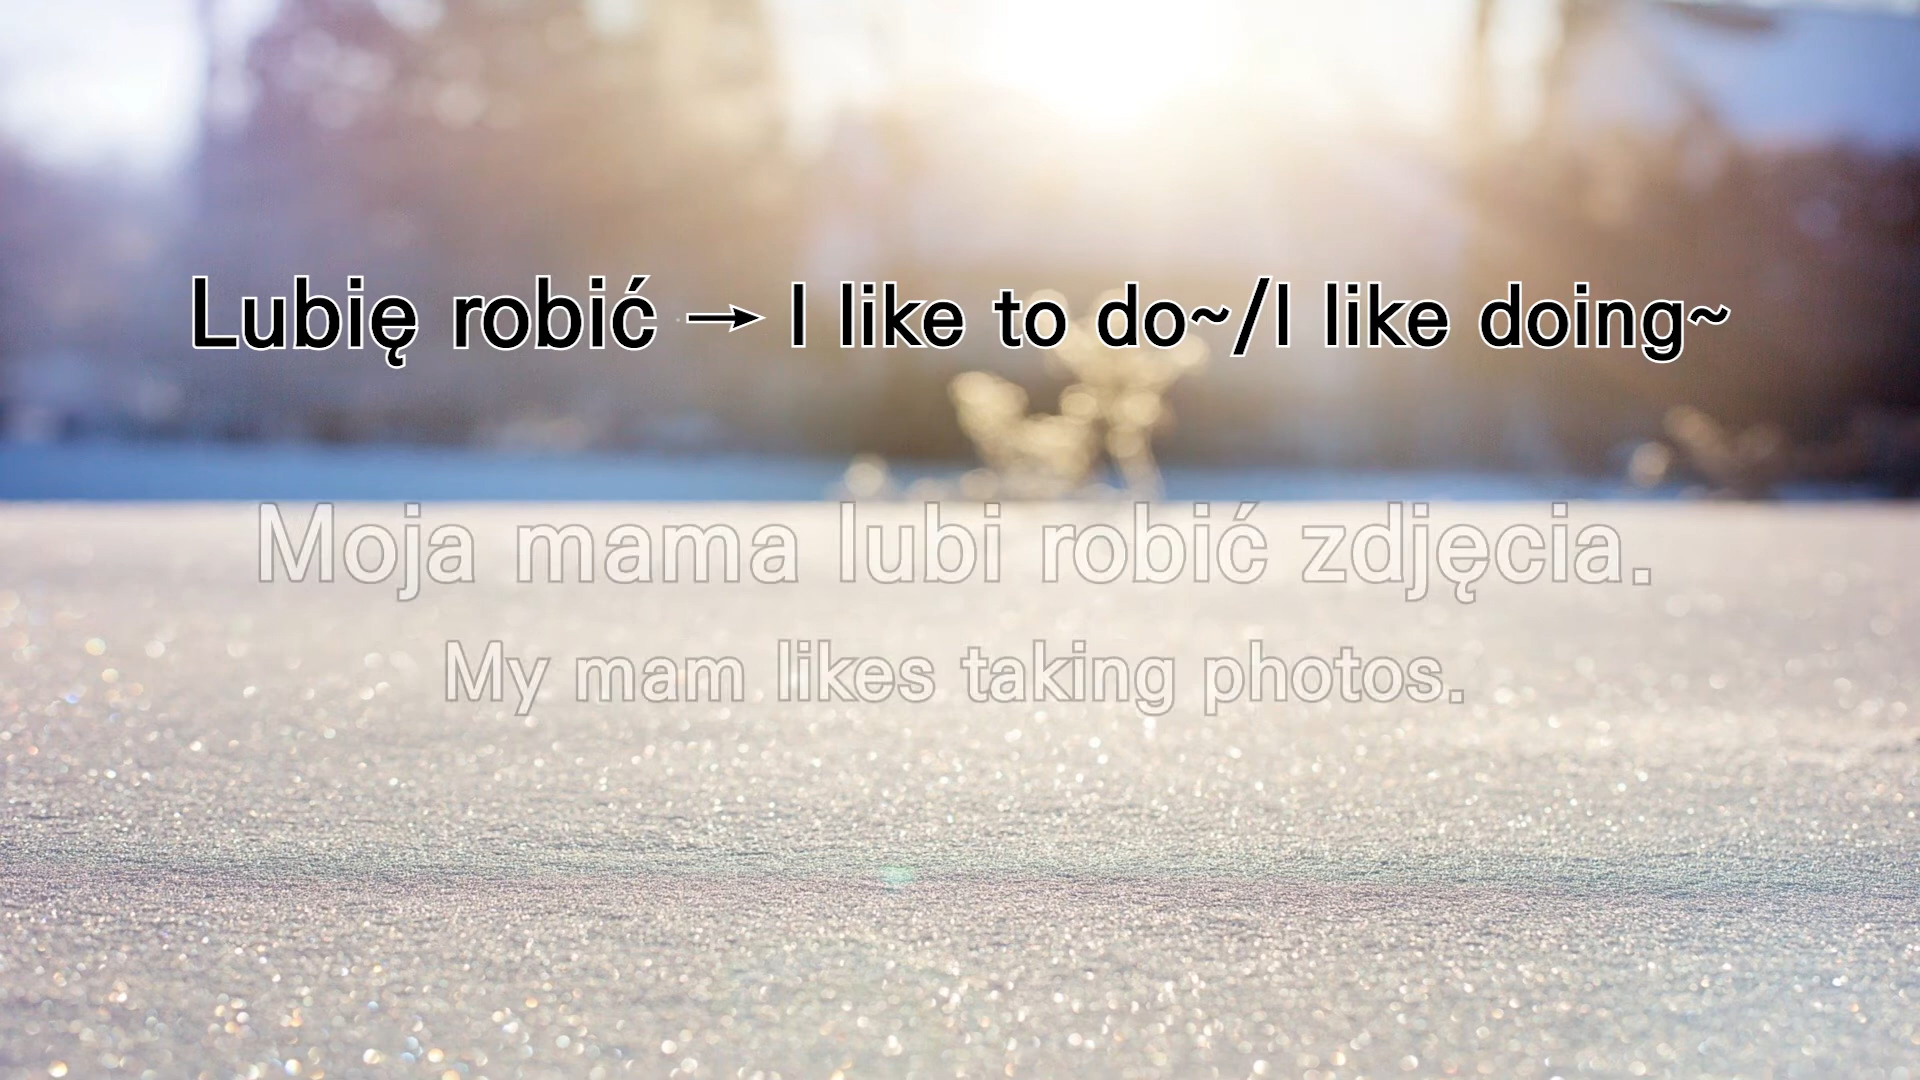 Lubię robić → I like to do~/I like doing~
Moja mama lubi robić zdjęcia.
My mam likes taking photos.